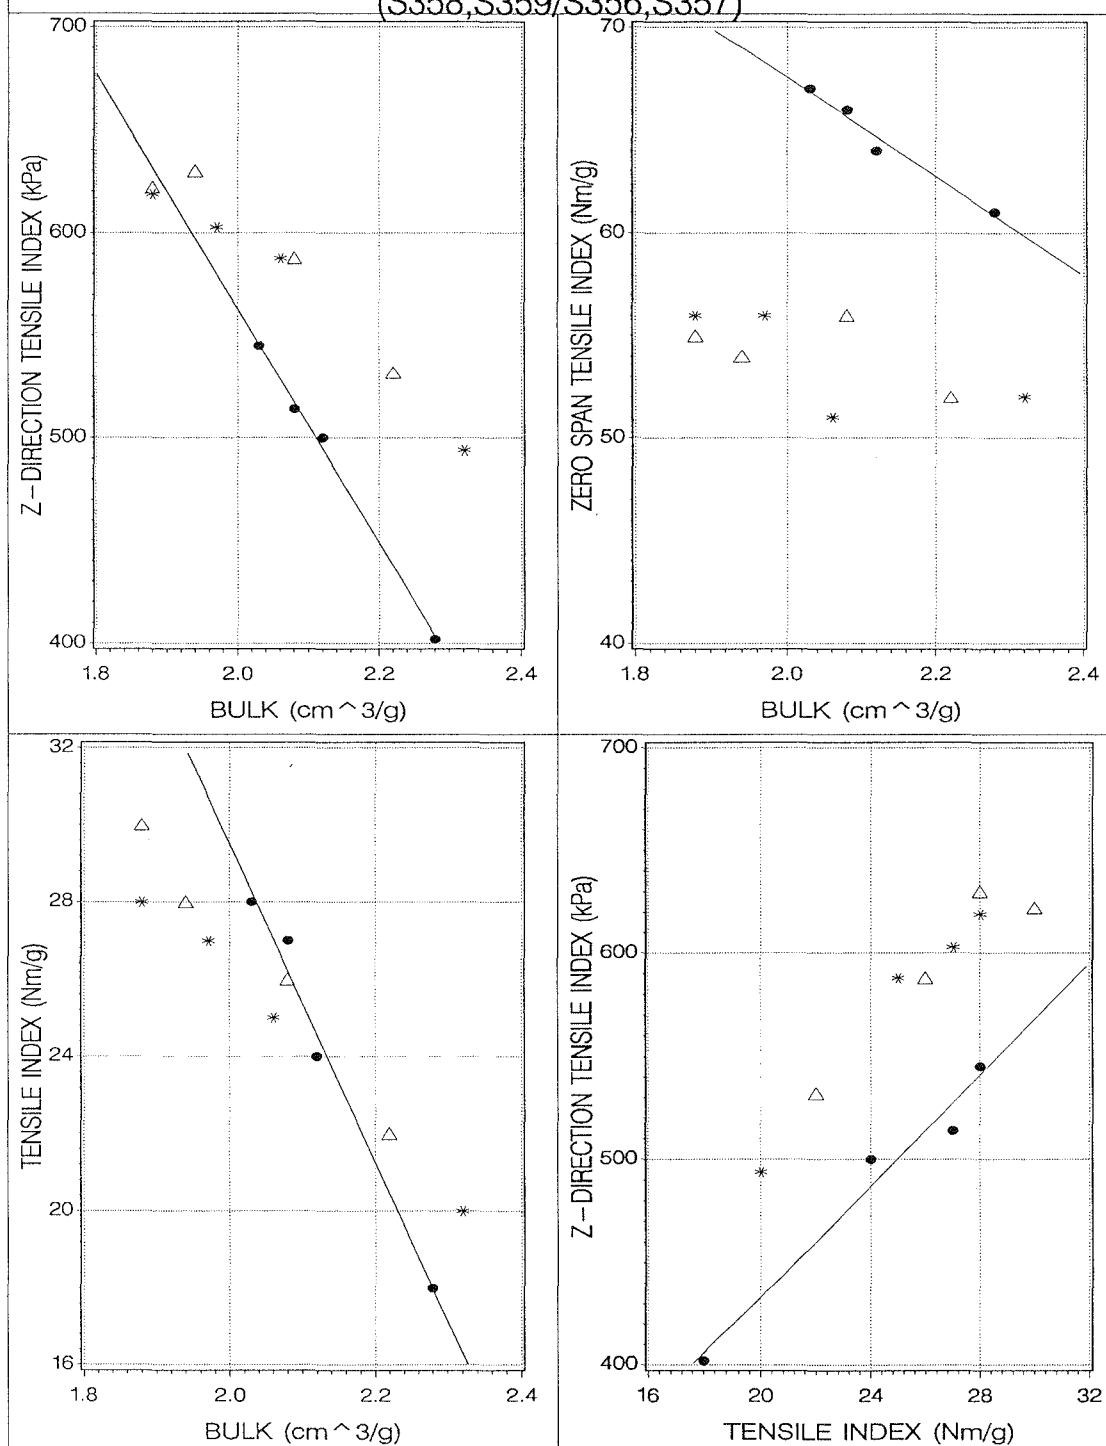 (S358,S359/S356,S357)
700
600
500
400
Z-DIRECTION TENSILE INDEX (kPa)
1.8 2.0 2.2 2.4
BULK (cm^3/g)
70
60
50
40
ZERO SPAN TENSILE INDEX (Nm/g)
1.8 2.0 2.2 2.4
BULK (cm^3/g)
32
28
24
20
16
TENSILE INDEX (Nm/g)
1.8 2.0 2.2 2.4
BULK (cm^3/g)
700
600
500
400
Z-DIRECTION TENSILE INDEX (kPa)
16 20 24 28 32
TENSILE INDEX (Nm/g)